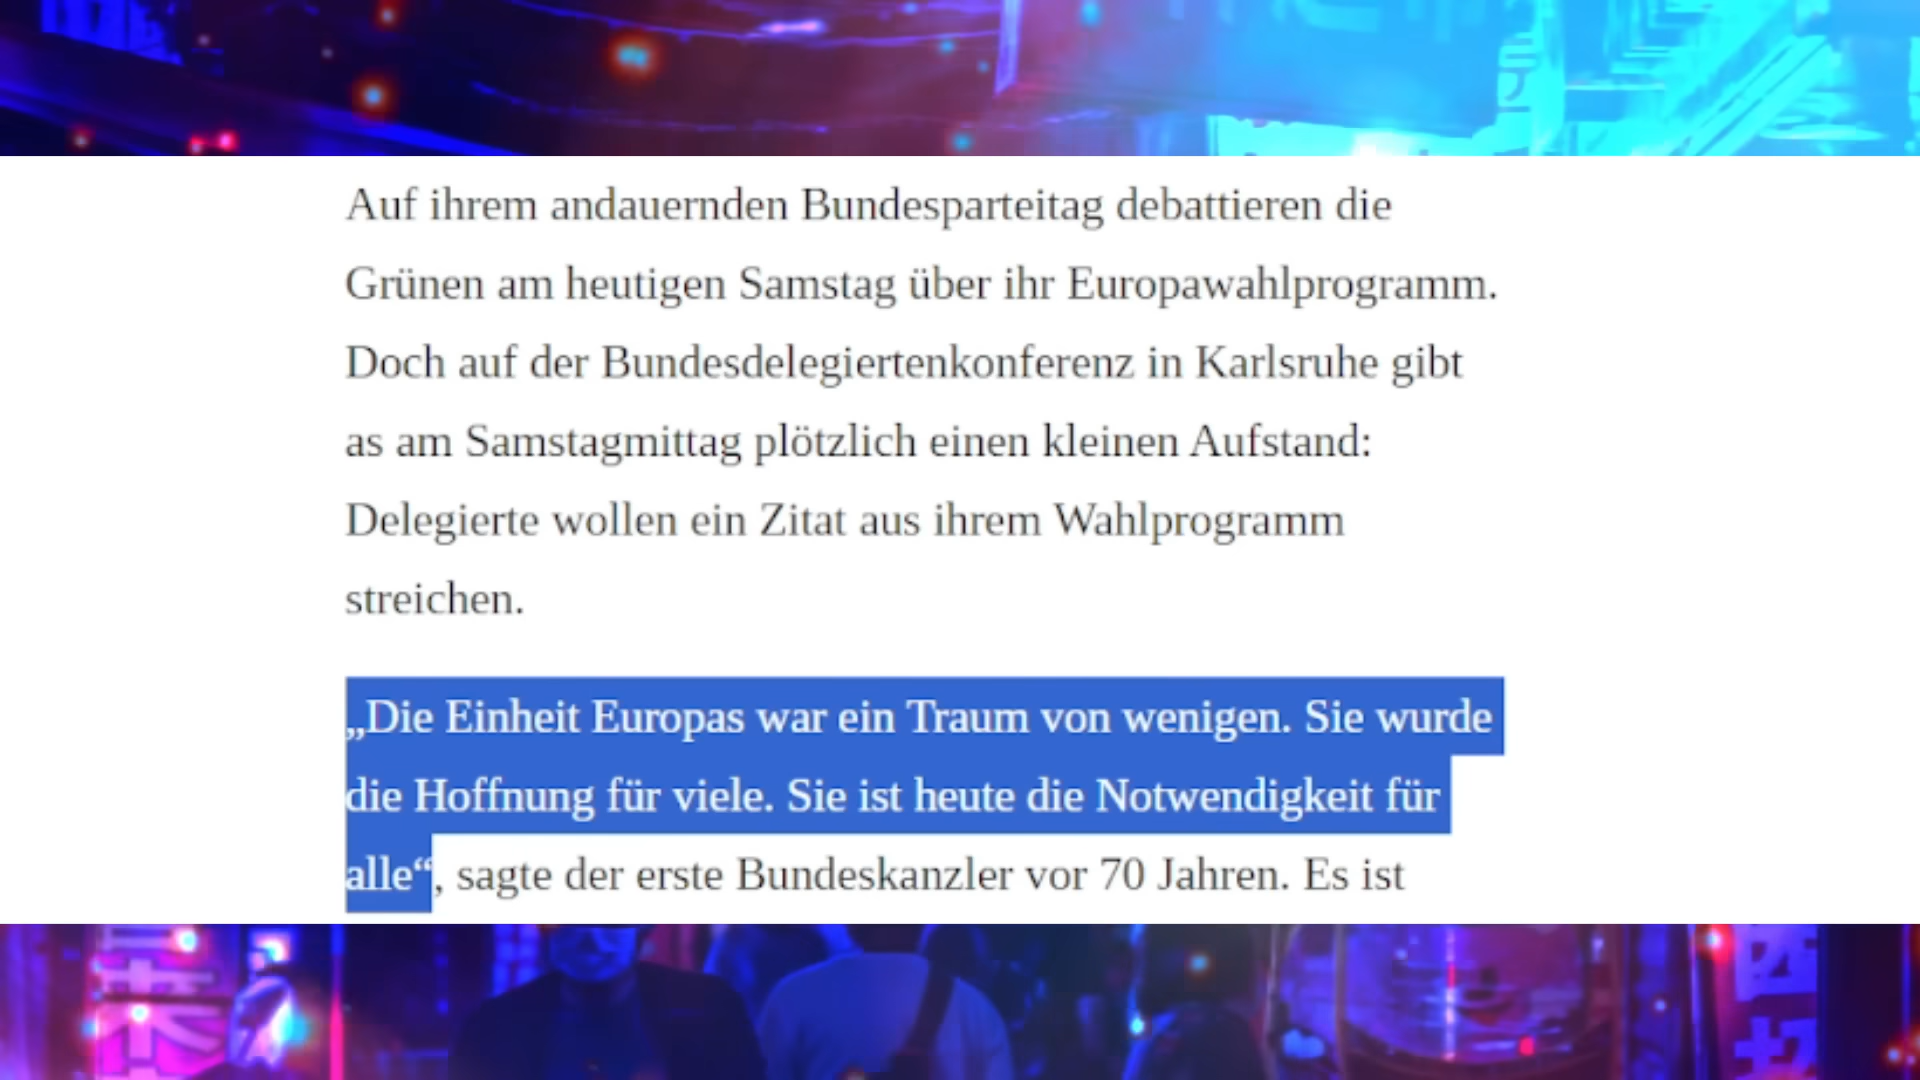 Auf ihrem andauernden Bundesparteitag debattieren die
Grünen am heutigen Samstag über ihr Europawahlprogramm.
Doch auf der Bundesdelegiertenkonferenz in Karlsruhe gibt
as am Samstagmittag plötzlich einen kleinen Aufstand:
Delegierte wollen ein Zitat aus ihrem Wahlprogramm
streichen.
„Die Einheit Europas war ein Traum von wenigen. Sie wurde
die Hoffnung für viele. Sie ist heute die Notwendigkeit für
alle“, sagte der erste Bundeskanzler vor 70 Jahren. Es ist